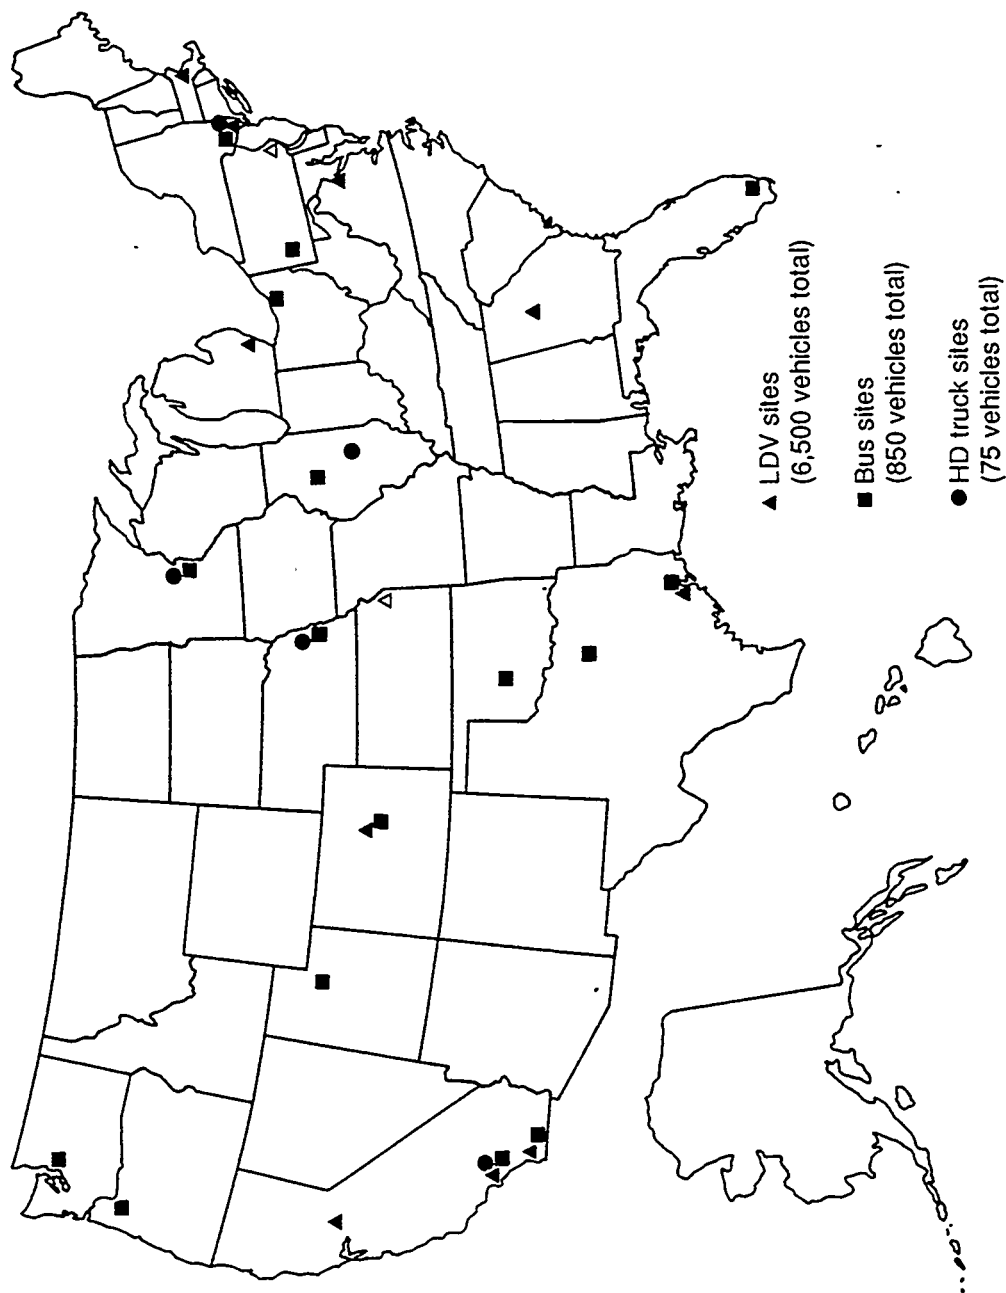 ▲ LDV sites
(6,500 vehicles total)
■ Bus sites
(850 vehicles total)
● HD truck sites
(75 vehicles total)